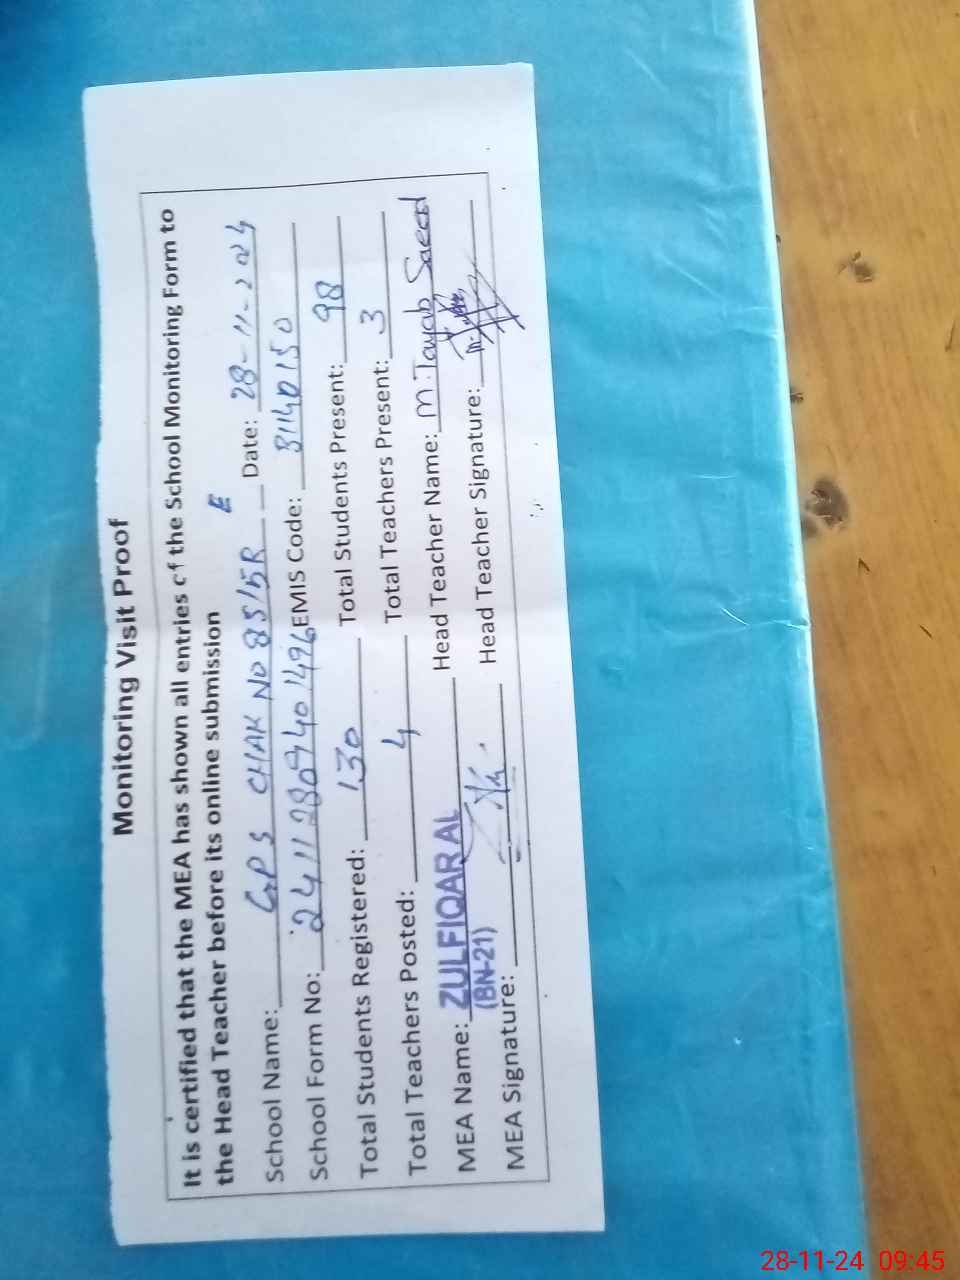 Monitoring Visit Proof
It is certified that the MEA has shown all entries of the School Monitoring Form to
the Head Teacher before its online submission
School Name: GPS CHAK NO 85/5R E Date: 28-11-2024
School Form No: 241128094401496 EMIS Code: 31140150
Total Students Registered: 130 Total Students Present: 98
Total Teachers Posted: 4 Total Teachers Present: 3
MEA Name: ZULFIQAR AL Head Teacher Name: M. Tayab Saeed
(BN-21)
MEA Signature: Head Teacher Signature:
28-11-24 09:45